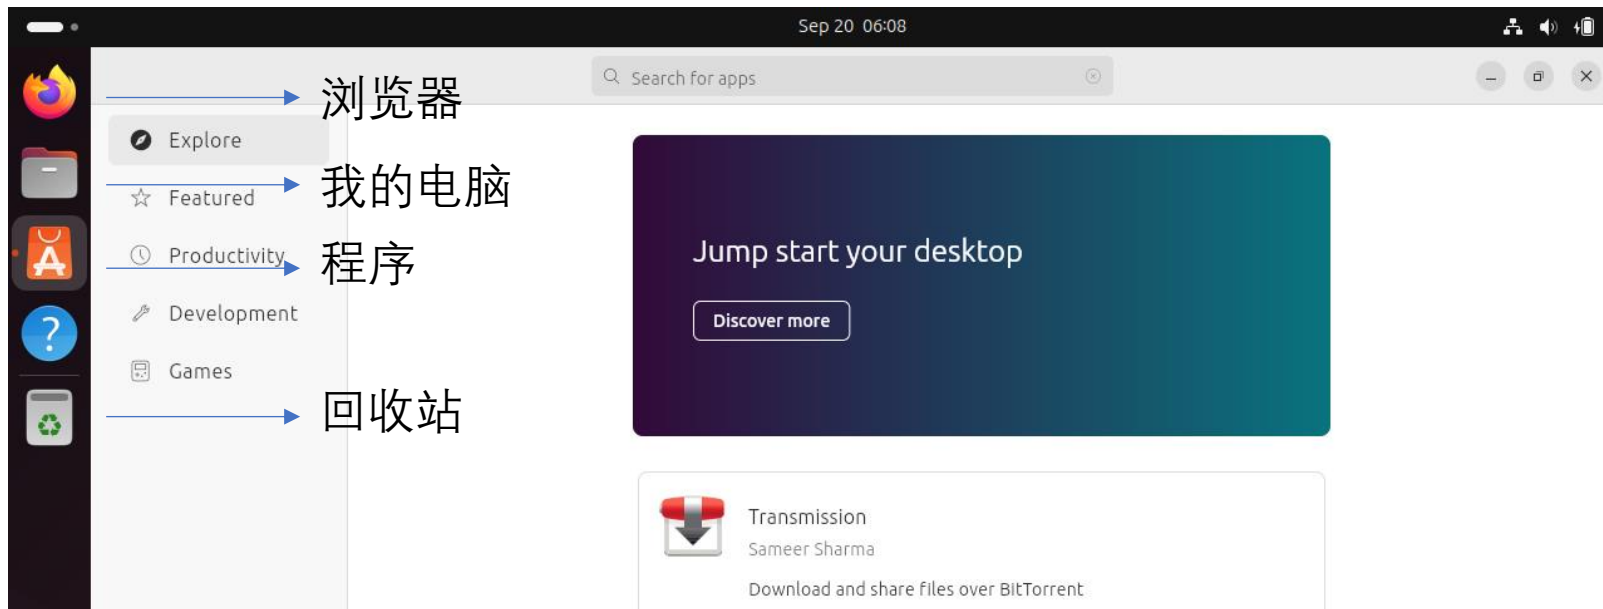 Sep 20 06:08
Search for apps
浏览器
Explore
我的电脑
Featured
程序
Productivity
Development
Games
回收站
Jump start your desktop
Discover more
Transmission
Sameer Sharma
Download and share files over BitTorrent